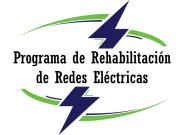 Programa de Rehabilitación
de Redes Eléctricas